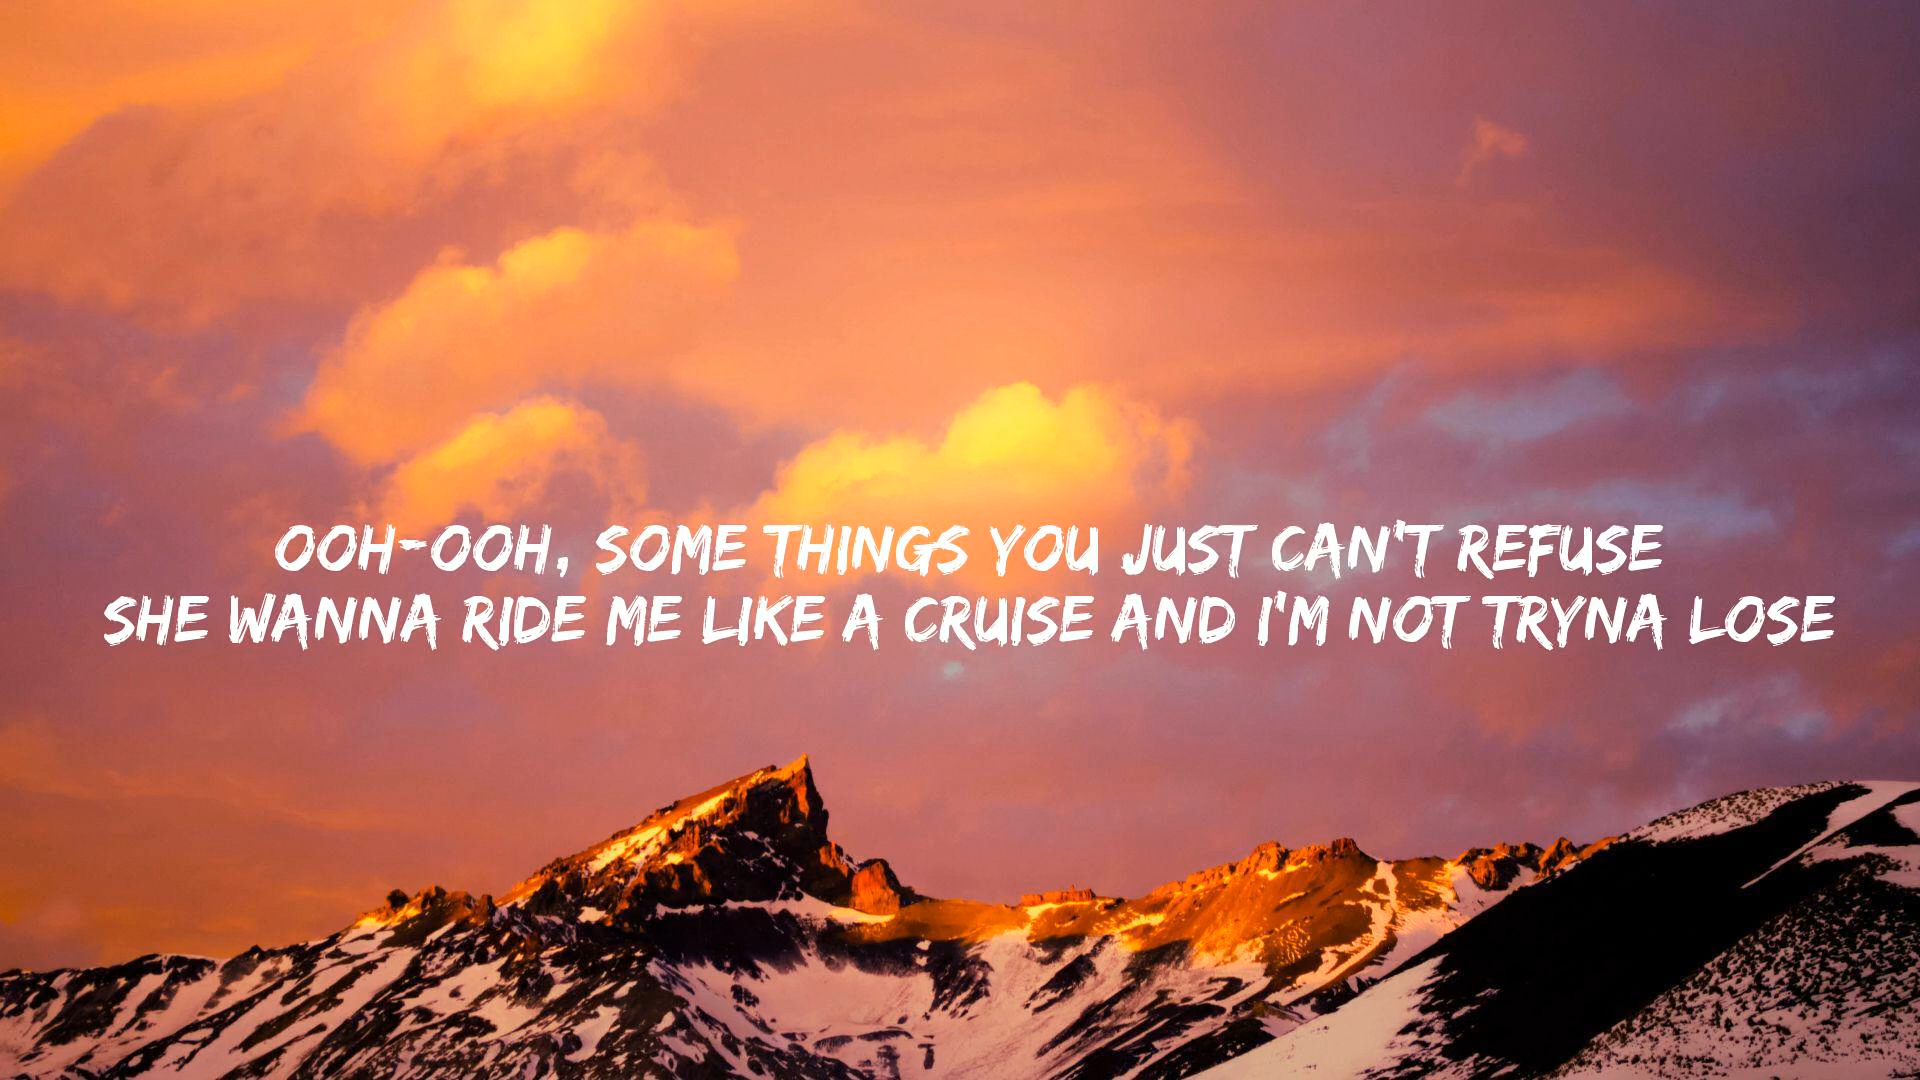 OOH-OOH, SOME THINGS YOU JUST CAN'T REFUSE
SHE WANNA RIDE ME LIKE A CRUISE AND I'M NOT TRYNA LOSE